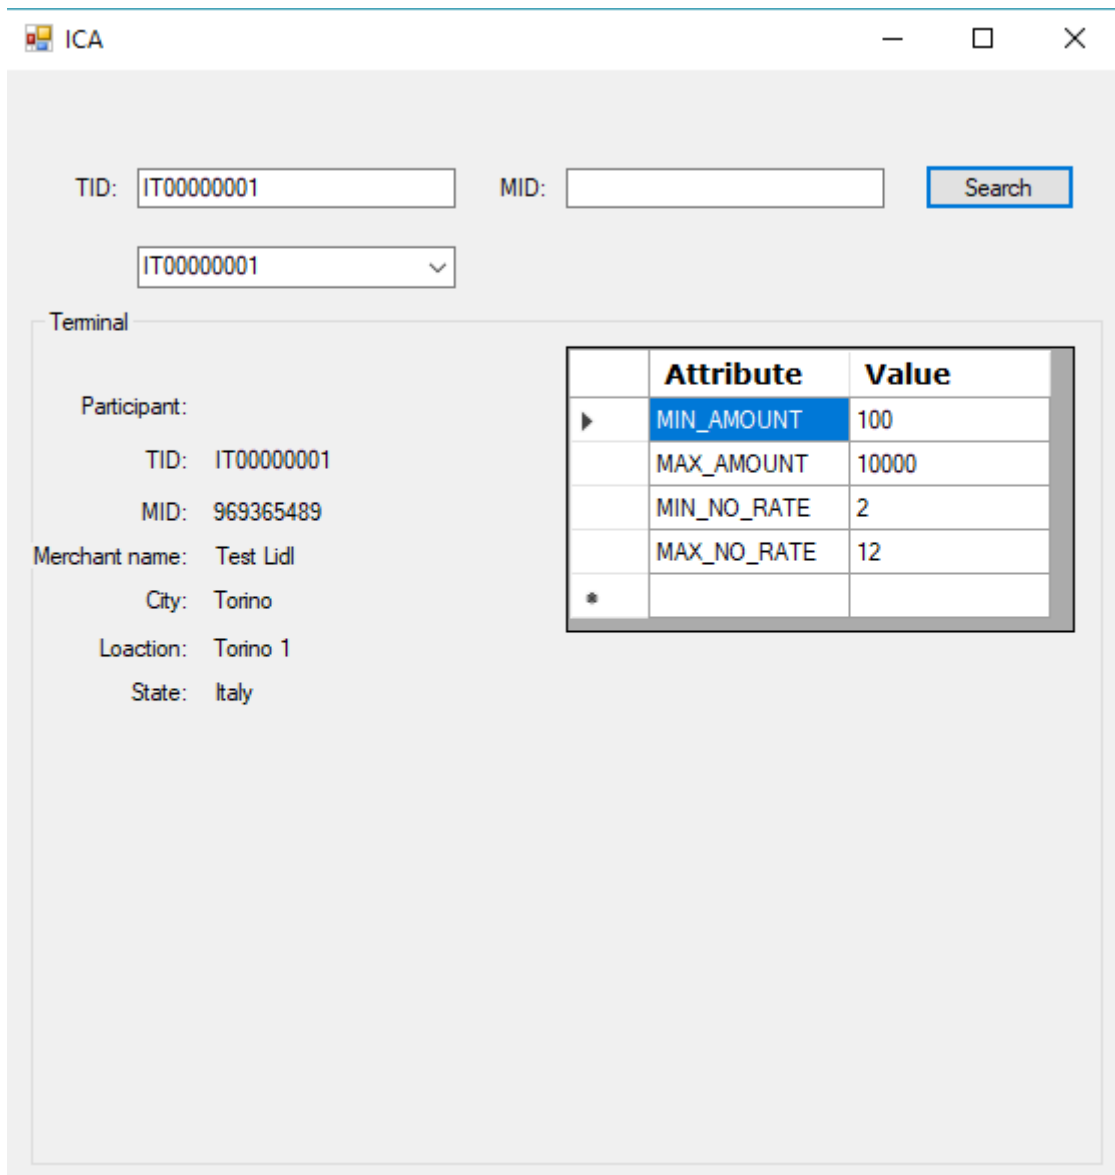 ICA
TID: IT00000001 MID: Search
IT00000001
Terminal
Attribute Value
MIN_AMOUNT 100
MAX_AMOUNT 10000
MIN_NO_RATE 2
MAX_NO_RATE 12
Participant:
TID: IT00000001
MID: 969365489
Merchant name: Test Lidl
City: Torino
Loaction: Torino 1
State: Italy